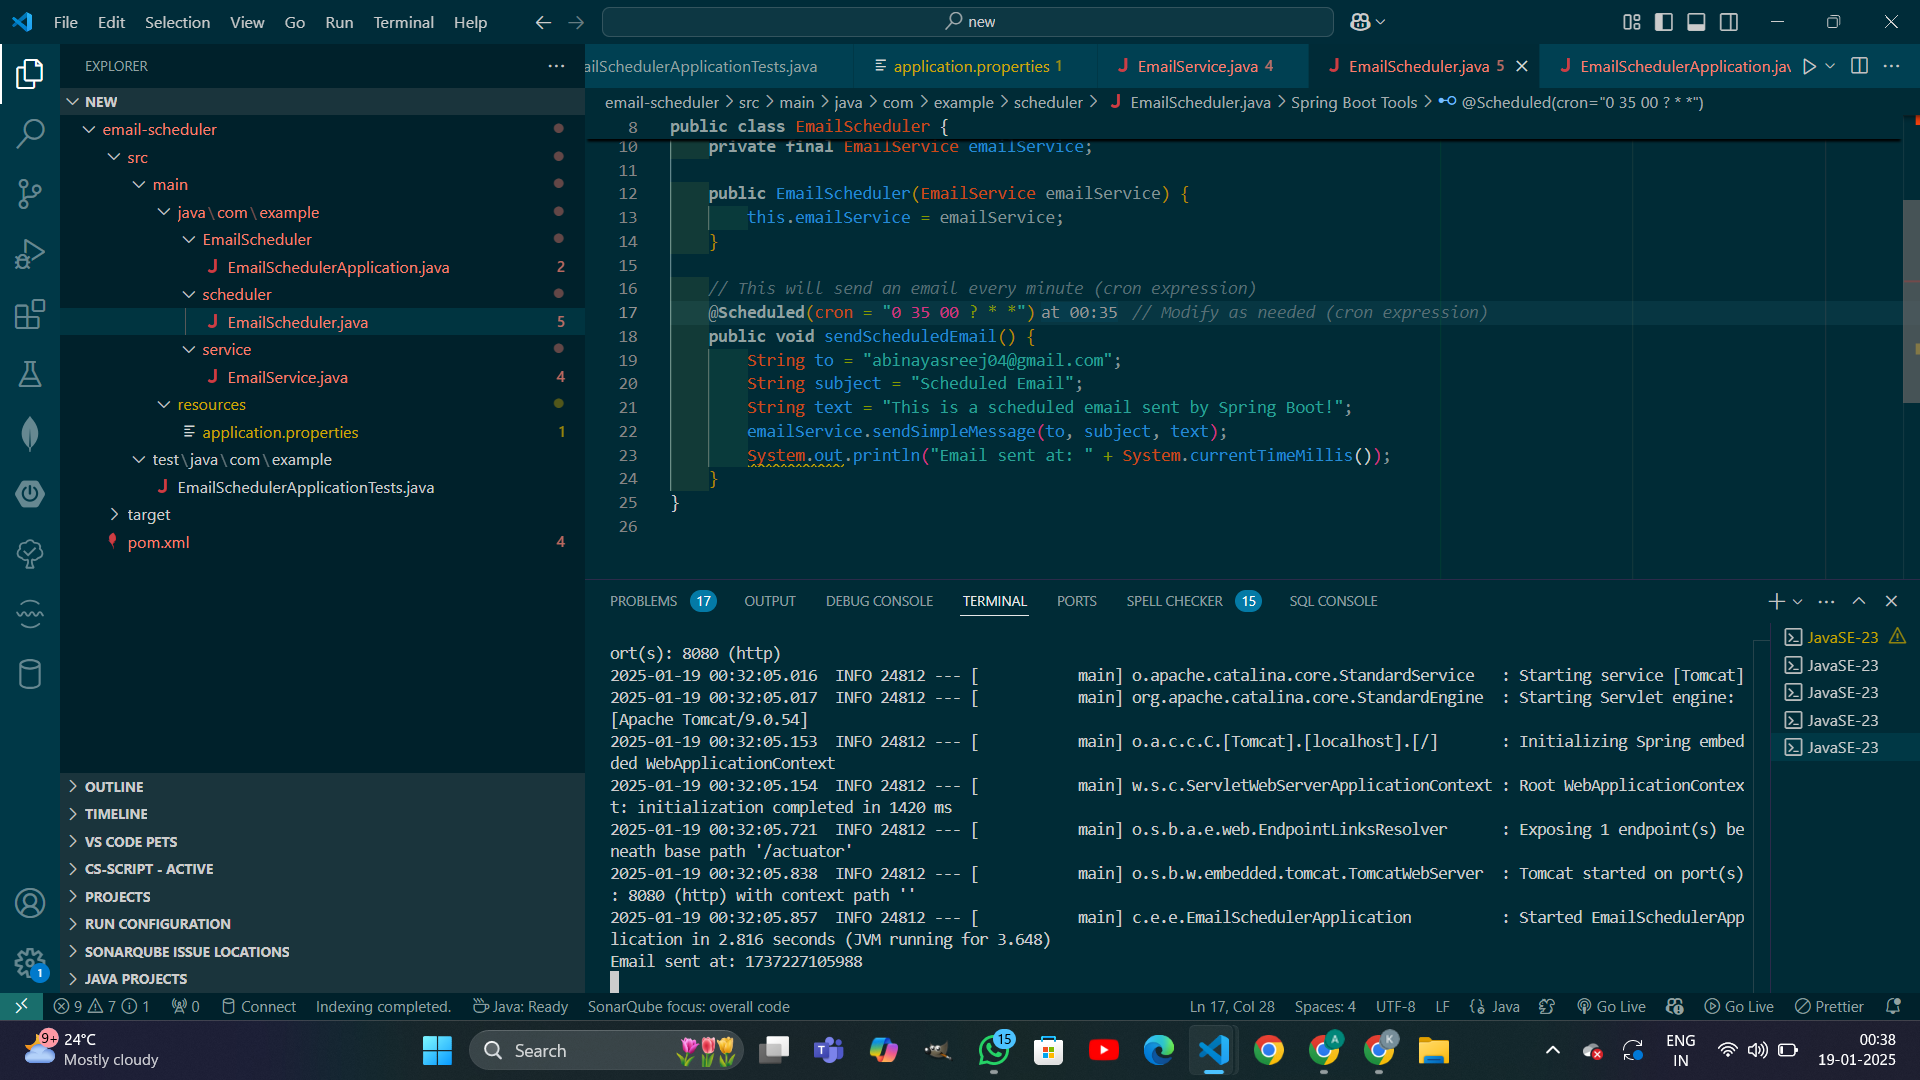 File Edit Selection View Go Run Terminal Help
new
EXPLORER
NEW
email-scheduler
src
main
java\com\example
EmailScheduler
EmailSchedulerApplication.java 2
scheduler
EmailScheduler.java 5
service
EmailService.java 4
resources
application.properties 1
test\java\com\example
EmailSchedulerApplicationTests.java
target
pom.xml 4
OUTLINE
TIMELINE
VS CODE PETS
CS-SCRIPT - ACTIVE
PROJECTS
RUN CONFIGURATION
SONARQUBE ISSUE LOCATIONS
JAVA PROJECTS
ailSchedulerApplicationTests.java application.properties 1 EmailService.java 4 EmailScheduler.java 5 EmailSchedulerApplication.jav
email-scheduler > src > main > java > com > example > scheduler > EmailScheduler.java > Spring Boot Tools > @Scheduled(cron="0 35 00 ? * *")
8 public class EmailScheduler {
10 private final EmailService emailService;
11
12 public EmailScheduler(EmailService emailService) {
13 this.emailService = emailService;
14 }
15
16 // This will send an email every minute (cron expression)
17 @Scheduled(cron = "0 35 00 ? * *") at 00:35 // Modify as needed (cron expression)
18 public void sendScheduledEmail() {
19 String to = "abinayasreej04@gmail.com";
20 String subject = "Scheduled Email";
21 String text = "This is a scheduled email sent by Spring Boot!";
22 emailService.sendSimpleMessage(to, subject, text);
23 System.out.println("Email sent at: " + System.currentTimeMillis());
24 }
25 }
26
PROBLEMS 17 OUTPUT DEBUG CONSOLE TERMINAL PORTS SPELL CHECKER 15 SQL CONSOLE
ort(s): 8080 (http)
2025-01-19 00:32:05.016 INFO 24812 --- [ main] o.apache.catalina.core.StandardService : Starting service [Tomcat]
2025-01-19 00:32:05.017 INFO 24812 --- [ main] org.apache.catalina.core.StandardEngine : Starting Servlet engine:
[Apache Tomcat/9.0.54]
2025-01-19 00:32:05.153 INFO 24812 --- [ main] o.a.c.c.C.[Tomcat].[localhost].[/] : Initializing Spring embed
ded WebApplicationContext
2025-01-19 00:32:05.154 INFO 24812 --- [ main] w.s.c.ServletWebServerApplicationContext : Root WebApplicationContex
t: initialization completed in 1420 ms
2025-01-19 00:32:05.721 INFO 24812 --- [ main] o.s.b.a.e.web.EndpointLinksResolver : Exposing 1 endpoint(s) be
neath base path '/actuator'
2025-01-19 00:32:05.838 INFO 24812 --- [ main] o.s.b.w.embedded.tomcat.TomcatWebServer : Tomcat started on port(s)
: 8080 (http) with context path ''
2025-01-19 00:32:05.857 INFO 24812 --- [ main] c.e.e.EmailSchedulerApplication : Started EmailSchedulerApp
lication in 2.816 seconds (JVM running for 3.648)
Email sent at: 1737227105988
JavaSE-23
JavaSE-23
JavaSE-23
JavaSE-23
JavaSE-23
1
9 7 1 0 Connect Indexing completed. Java: Ready SonarQube focus: overall code Ln 17, Col 28 Spaces: 4 UTF-8 LF {} Java Go Live Go Live Prettier
9+ 24°C
Mostly cloudy
Search
15
A
K
ENG
IN
00:38
19-01-2025